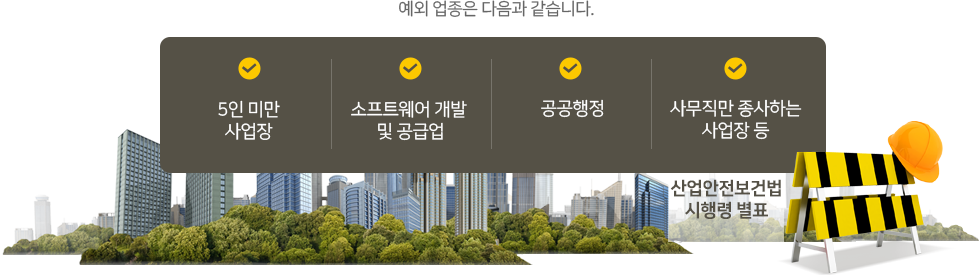 예외 업종은 다음과 같습니다.
5인 미만
사업장
소프트웨어 개발
및 공급업
공공행정
사무직만 종사하는
사업장 등
산업안전보건법
시행령 별표